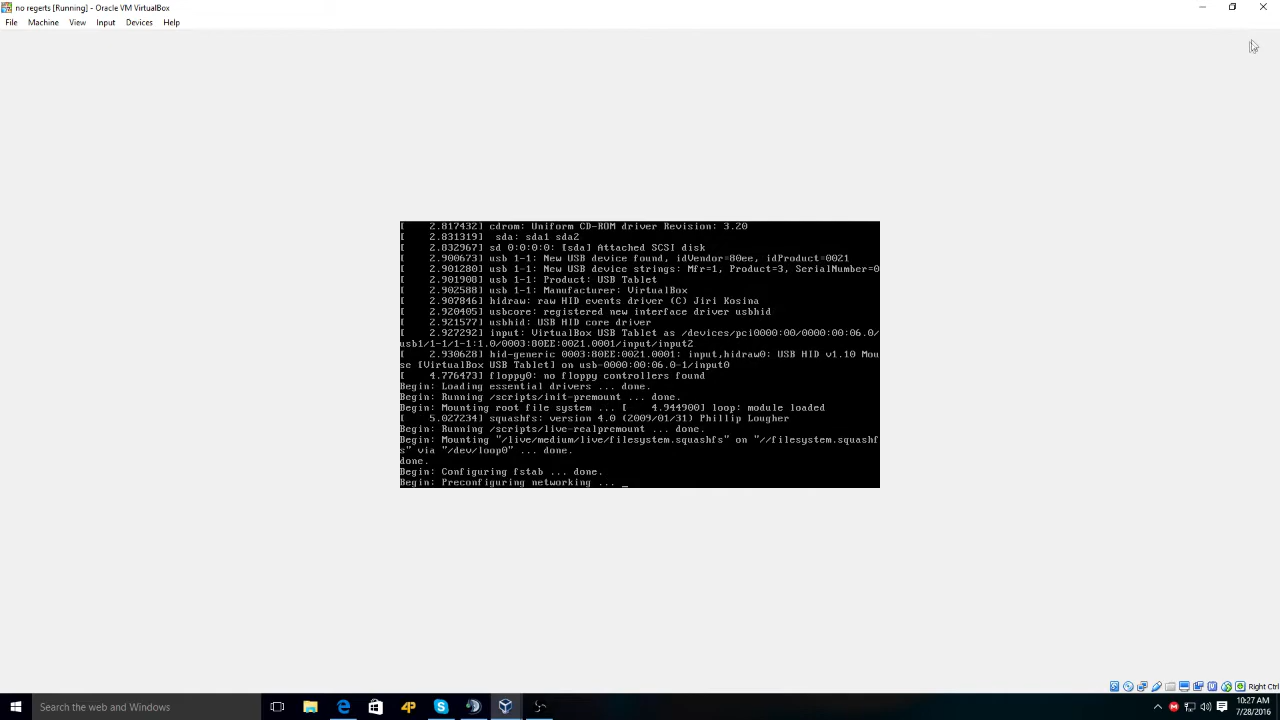 no regerts [Running] - Oracle VM VirtualBox
File Machine View Input Devices Help
[    2.817432] cdrom: Uniform CD-ROM driver Revision: 3.20
[    2.831319]  sda: sda1 sda2
[    2.832967] sd 0:0:0:0: [sda] Attached SCSI disk
[    2.900673] usb 1-1: New USB device found, idVendor=80ee, idProduct=0021
[    2.901280] usb 1-1: New USB device strings: Mfr=1, Product=3, SerialNumber=0
[    2.901908] usb 1-1: Product: USB Tablet
[    2.902588] usb 1-1: Manufacturer: VirtualBox
[    2.907846] hidraw: raw HID events driver (C) Jiri Kosina
[    2.920405] usbcore: registered new interface driver usbhid
[    2.921577] usbhid: USB HID core driver
[    2.927292] input: VirtualBox USB Tablet as /devices/pci0000:00/0000:00:06.0/
usb1/1-1/1-1:1.0/0003:80EE:0021.0001/input/input2
[    2.930628] hid-generic 0003:80EE:0021.0001: input,hidraw0: USB HID v1.10 Mou
se [VirtualBox USB Tablet] on usb-0000:00:06.0-1/input0
[    4.776473] floppy0: no floppy controllers found
Begin: Loading essential drivers ... done.
Begin: Running /scripts/init-premount ... done.
Begin: Mounting root file system ... [    4.944900] loop: module loaded
[    5.027234] squashfs: version 4.0 (2009/01/31) Phillip Lougher
Begin: Running /scripts/live-realpremount ... done.
Begin: Mounting "/live/medium/live/filesystem.squashfs" on "//filesystem.squashf
s" via "/dev/loop0" ... done.
done.
Begin: Configuring fstab ... done.
Begin: Preconfiguring networking ... _
Right Ctrl
Search the web and Windows
4P
10:27 AM
7/28/2016